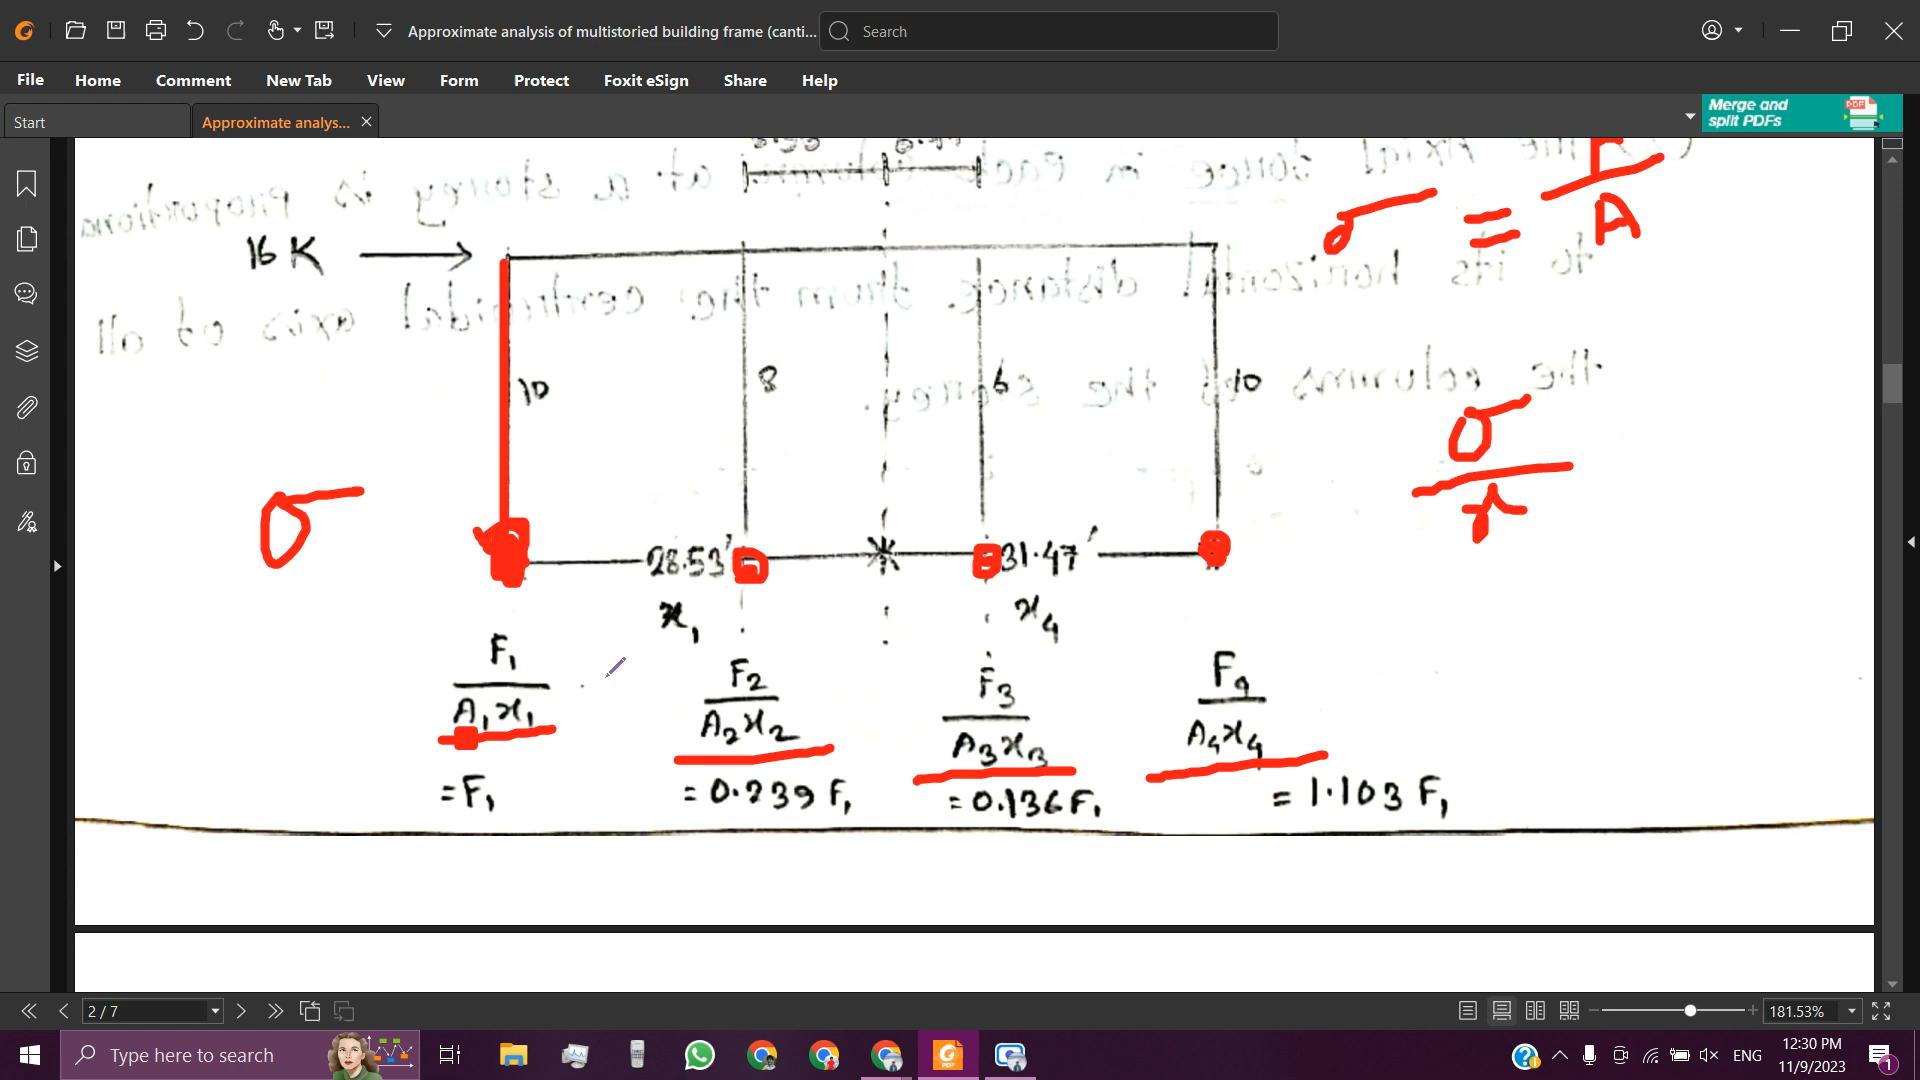 Approximate analysis of multistoried building frame (canti...
Search
File Home Comment New Tab View Form Protect Foxit eSign Share Help
Start
Approximate analys...
Merge and
split PDFs
σ = F/A
16 K
10 8 6 10
σ
σ/x
28.53' 31.47'
x₁ x₄
F₁/A₁x₁ F₂/A₂x₂ F₃/A₃x₃ F₄/A₄x₄
=F₁ = 0.239 F₁ = 0.136 F₁ = 1.103 F₁
2 / 7
181.53%
Type here to search
ENG
12:30 PM
11/9/2023
1